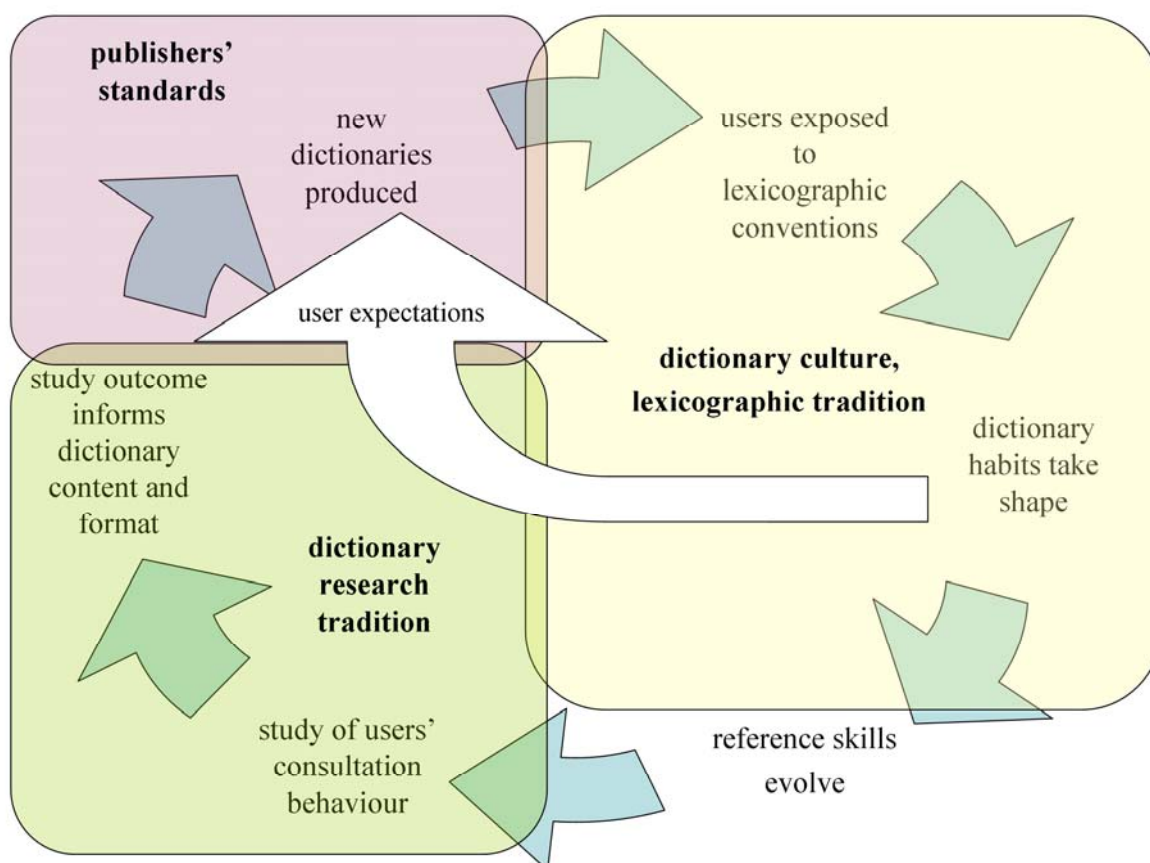 publishers’
standards
new
dictionaries
produced
users exposed
to
lexicographic
conventions
user expectations
dictionary culture,
lexicographic tradition
dictionary
habits take
shape
study outcome
informs
dictionary
content and
format
dictionary
research
tradition
study of users’
consultation
behaviour
reference skills
evolve